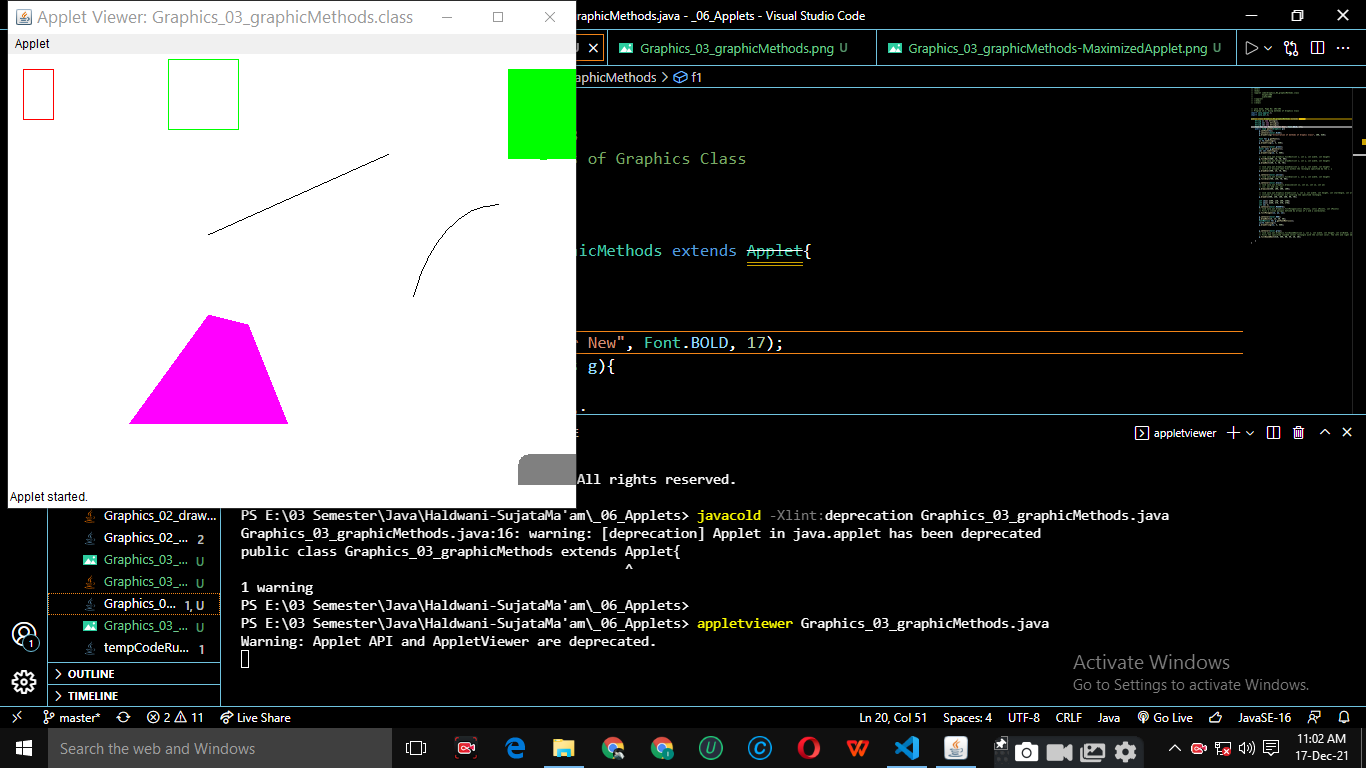 Applet Viewer: Graphics_03_graphicMethods.class
Applet
Applet started.
raphicMethods.java - _06_Applets - Visual Studio Code
Graphics_03_graphicMethods.png U
Graphics_03_graphicMethods-MaximizedApplet.png U
aphicMethods > f1
of Graphics Class
hicMethods extends Applet{
New", Font.BOLD, 17);
s g){
appletviewer
All rights reserved.
PS E:\03 Semester\Java\Haldwani-SujataMa'am\_06_Applets> javacold -Xlint:deprecation Graphics_03_graphicMethods.java
Graphics_03_graphicMethods.java:16: warning: [deprecation] Applet in java.applet has been deprecated
public class Graphics_03_graphicMethods extends Applet{
^
1 warning
PS E:\03 Semester\Java\Haldwani-SujataMa'am\_06_Applets>
PS E:\03 Semester\Java\Haldwani-SujataMa'am\_06_Applets> appletviewer Graphics_03_graphicMethods.java
Warning: Applet API and AppletViewer are deprecated.
Graphics_02_draw...
Graphics_02_... 2
Graphics_03_... U
Graphics_03_... U
Graphics_0... 1, U
Graphics_03_... U
tempCodeRu... 1
1
OUTLINE
TIMELINE
Activate Windows
Go to Settings to activate Windows.
master* 2 11 Live Share
Ln 20, Col 51 Spaces: 4 UTF-8 CRLF Java Go Live JavaSE-16
Search the web and Windows
11:02 AM
17-Dec-21